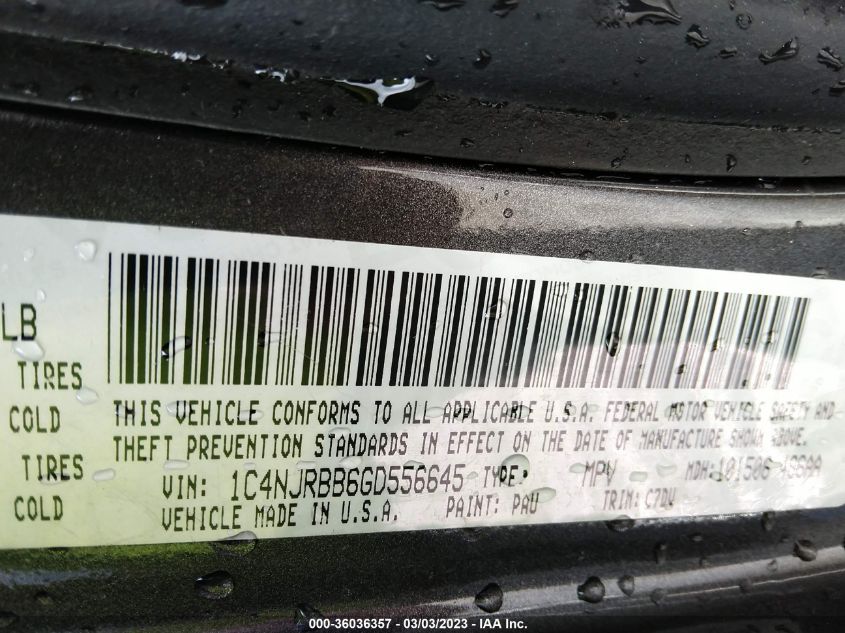 LB
TIRES
COLD
TIRES
COLD
THIS VEHICLE CONFORMS TO ALL APPLICABLE U.S.A. FEDERAL MOTOR VEHICLE SAFETY AND
THEFT PREVENTION STANDARDS IN EFFECT ON THE DATE OF MANUFACTURE SHOWN ABOVE.
VIN: 1C4NJRBB6GD556645 TYPE: MPV MDH: 101506
VEHICLE MADE IN U.S.A. PAINT: PAU TRIM: C7DV
000-36036357 - 03/03/2023 - IAA Inc.